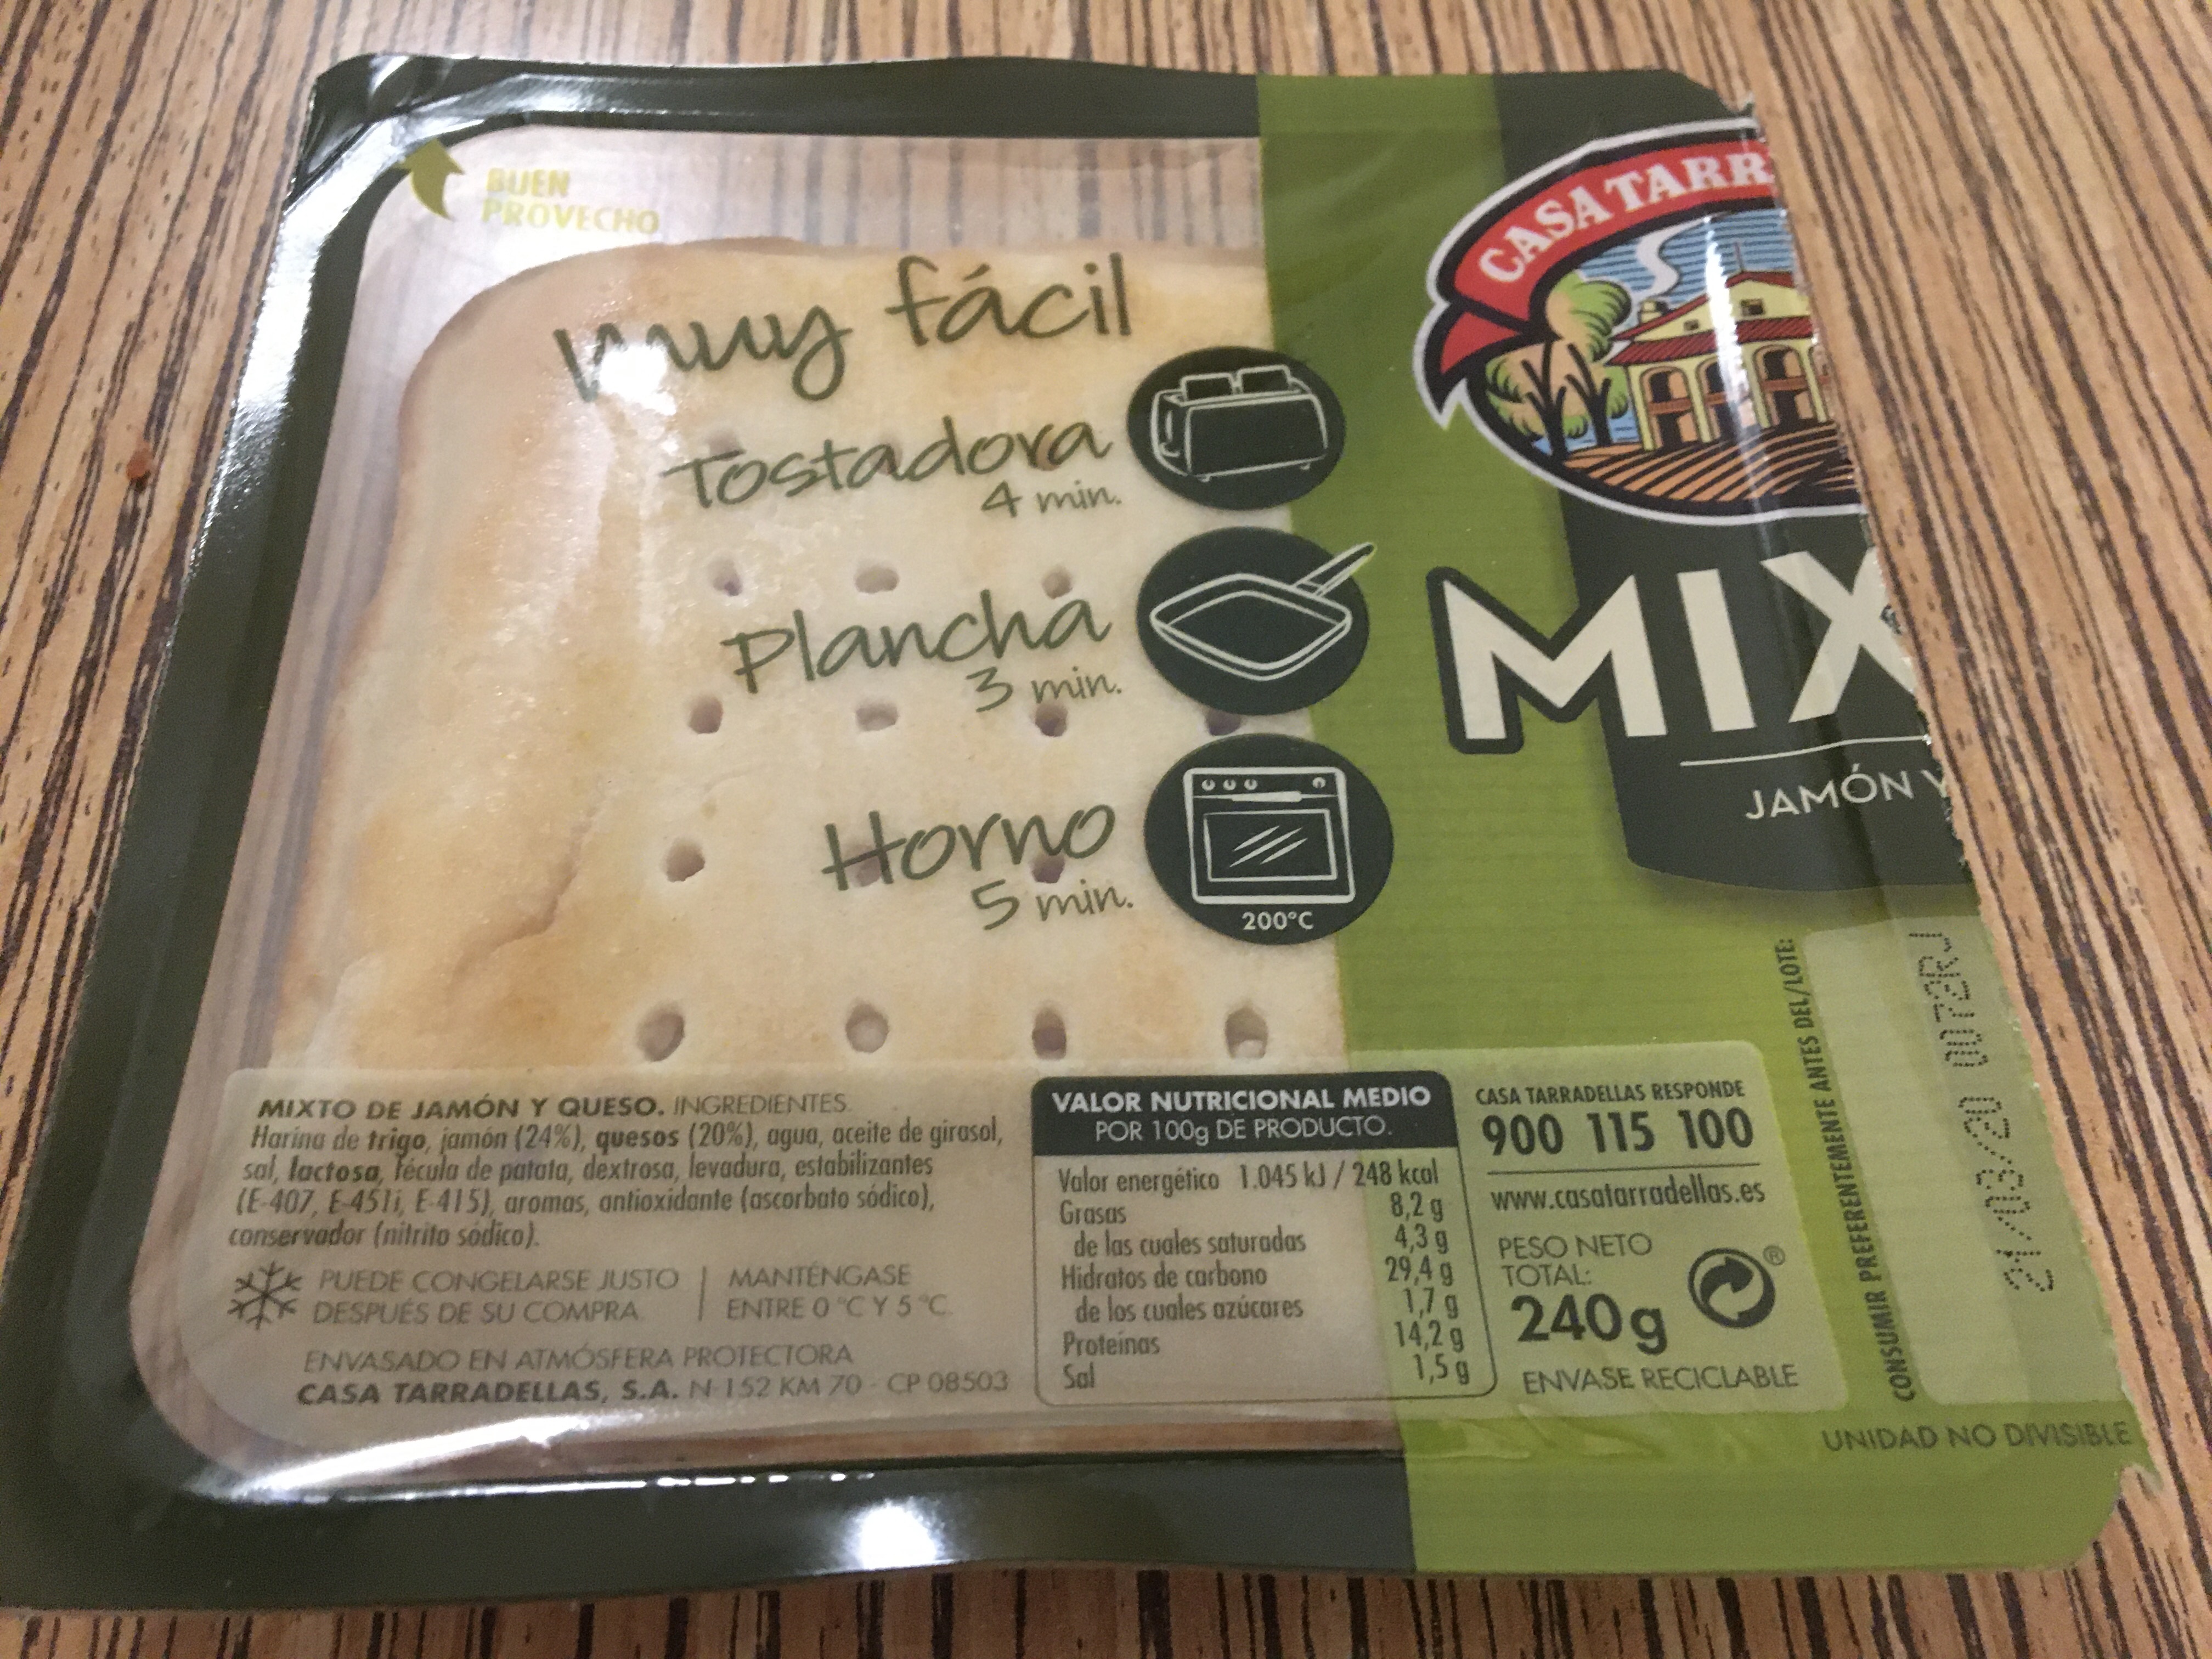 BUEN
PROVECHO
muy fácil
Tostadora
4 min.
Plancha
3 min.
Horno
5 min.
200°C
CASA TARR
MIX
JAMÓN Y
MIXTO DE JAMÓN Y QUESO. INGREDIENTES.
Harina de trigo, jamón (24%), quesos (20%), agua, aceite de girasol,
sal, lactosa, fécula de patata, dextrosa, levadura, estabilizantes
(E-407, E-451i, E-415), aromas, antioxidante (ascorbato sódico),
conservador (nitrito sódico).
PUEDE CONGELARSE JUSTO
DESPUÉS DE SU COMPRA
MANTÉNGASE
ENTRE 0 °C Y 5 °C.
ENVASADO EN ATMÓSFERA PROTECTORA
CASA TARRADELLAS, S.A. N-152 KM 70 - CP 08503
VALOR NUTRICIONAL MEDIO
POR 100g DE PRODUCTO.
Valor energético 1.045 kJ / 248 kcal
Grasas 8,2 g
de las cuales saturadas 4,3 g
Hidratos de carbono 29,4 g
de los cuales azúcares 1,7 g
Proteínas 14,2 g
Sal 1,5 g
CASA TARRADELLAS RESPONDE
900 115 100
www.casatarradellas.es
PESO NETO
TOTAL:
240g
®
ENVASE RECICLABLE
CONSUMIR PREFERENTEMENTE ANTES DEL/LOTE:
21/03/20 0072RJ
UNIDAD NO DIVISIBLE